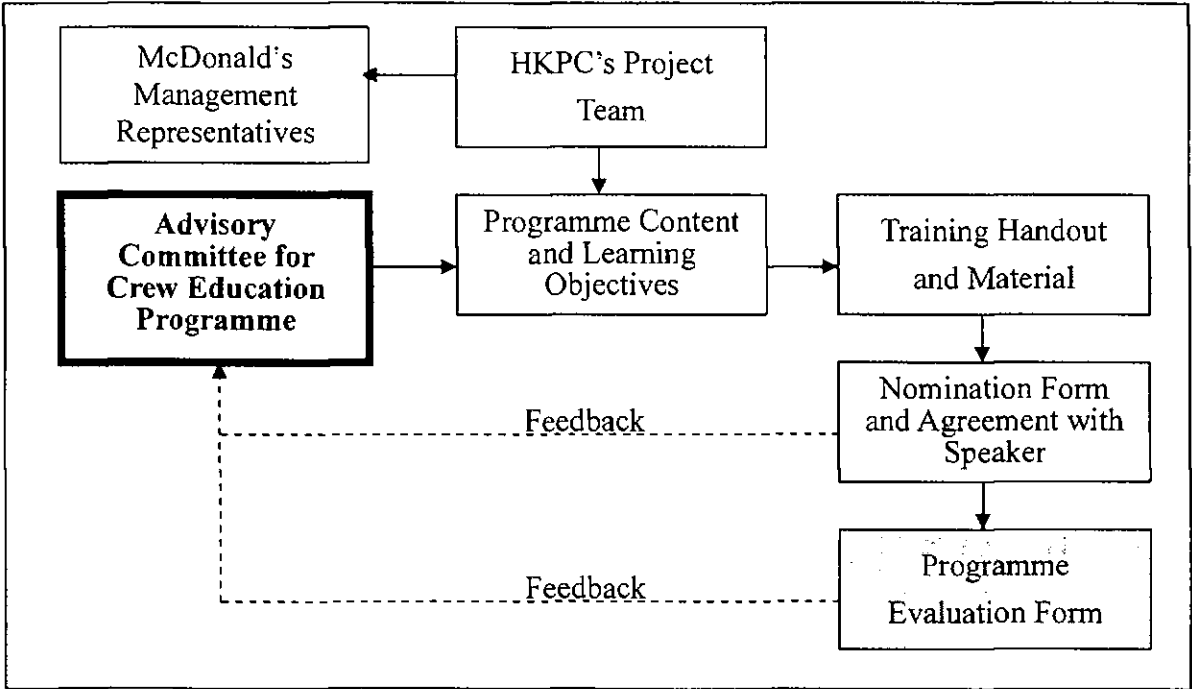 McDonald's
Management
Representatives
HKPC's Project
Team
Advisory
Committee for
Crew Education
Programme
Programme Content
and Learning
Objectives
Training Handout
and Material
Nomination Form
and Agreement with
Speaker
Feedback
Programme
Evaluation Form
Feedback